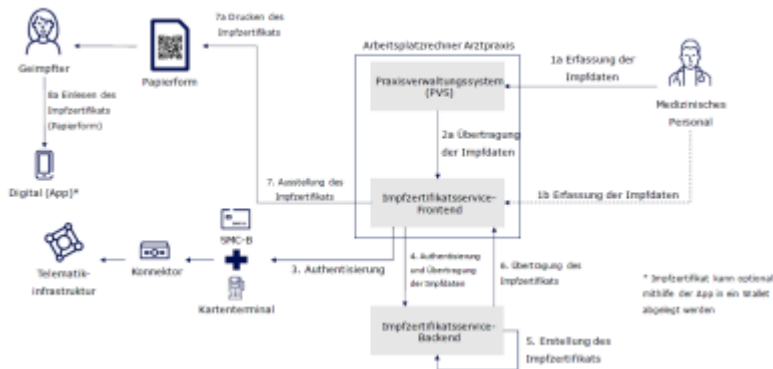 7a Drucken des
Impfzertifikats
Geimpfter
Papierform
8a Einlesen des
Impfzertifikats
(Papierform)
Digital (App)*
Arbeitsplatzrechner Arztpraxis
Praxisverwaltungssystem
(PVS)
1a Erfassung der
Impfdaten
Medizinisches
Personal
2a Übertragung
der Impfdaten
7. Ausstellung des
Impfzertifikats
Impfzertifikatsservice-
Frontend
1b Erfassung der Impfdaten
SMC-B
Telematik-
infrastruktur
Konnektor
Kartenterminal
3. Authentisierung
4. Authentisierung
und Übertragung
der Impfdaten
6. Übertragung des
Impfzertifikats
* Impfzertifikat kann optional
mithilfe der App in ein Wallet
abgelegt werden
Impfzertifikatsservice-
Backend
5. Erstellung des
Impfzertifikats